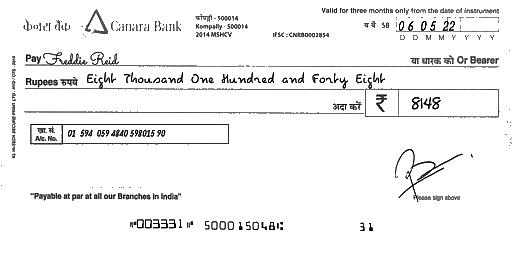 Valid for three months only from the date of instrument
केनरा बैंक Canara Bank
कोंपल्ली - 500014
Kompally - 500014
2014 MSHCV
IFSC : CNRB0002854
SB 06 05 22
D D M M Y Y Y Y
Pay Freddie Reid या धारक को Or Bearer
Rupees रुपये Eight Thousand One Hundred and Forty Eight
अदा करें ₹ 8148
खा. सं.
A/c. No. 01 594 059 4840 598015 90
Please sign above
"Payable at par at all our Branches in India"
⑈003331⑈ 500015048⑆ 31